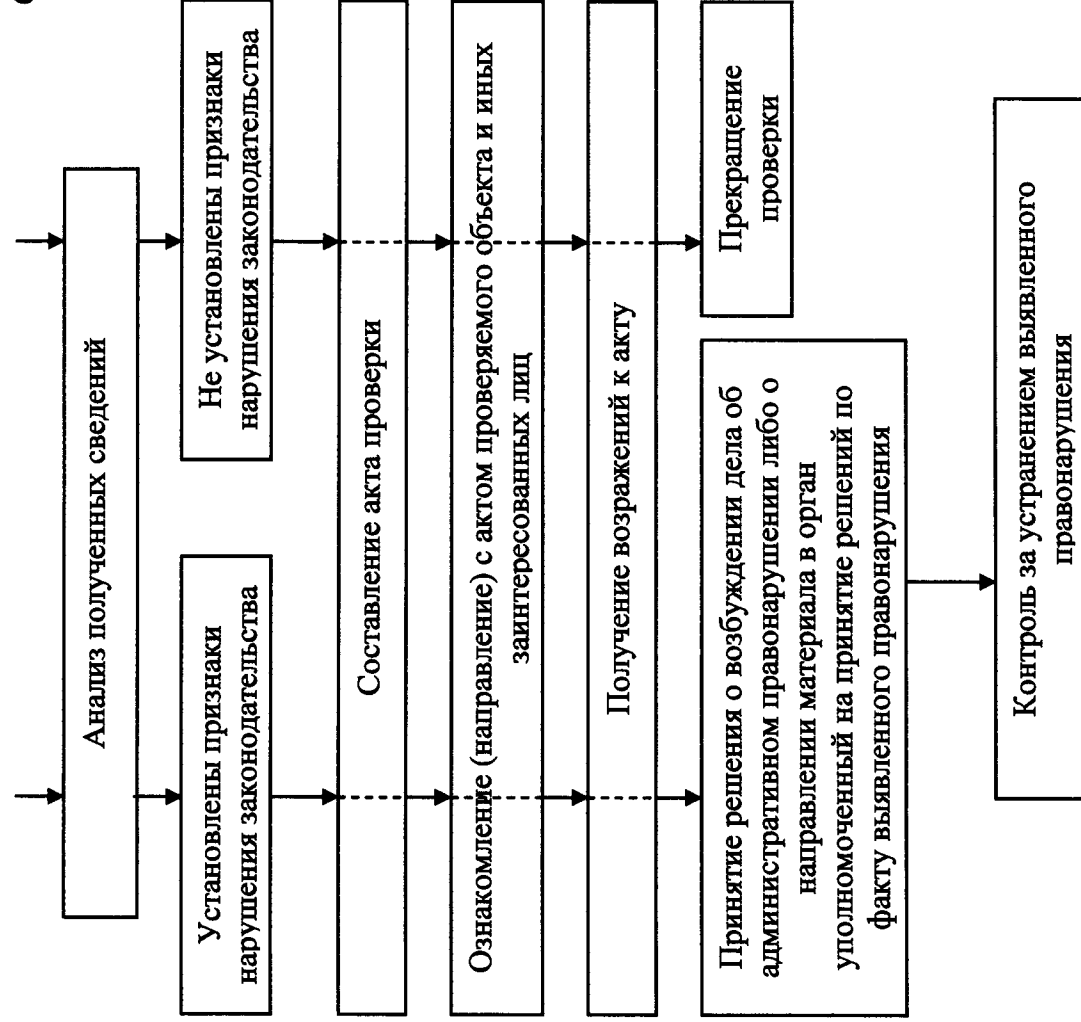 Анализ полученных сведений
Установлены признаки
нарушения законодательства
Не установлены признаки
нарушения законодательства
Составление акта проверки
Ознакомление (направление) с актом проверяемого объекта и иных
заинтересованных лиц
Получение возражений к акту
Принятие решения о возбуждении дела об
административном правонарушении либо о
направлении материала в орган
уполномоченный на принятие решений по
факту выявленного правонарушения
Прекращение
проверки
Контроль за устранением выявленного
правонарушения